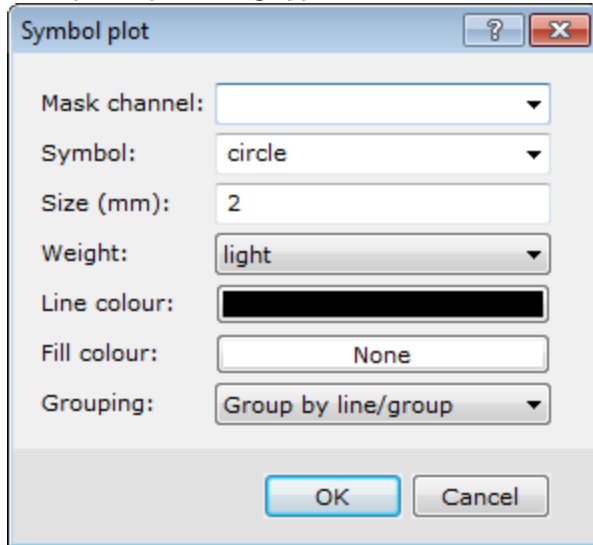 Symbol plot
?
Mask channel:
Symbol: circle
Size (mm): 2
Weight: light
Line colour:
Fill colour: None
Grouping: Group by line/group
OK Cancel